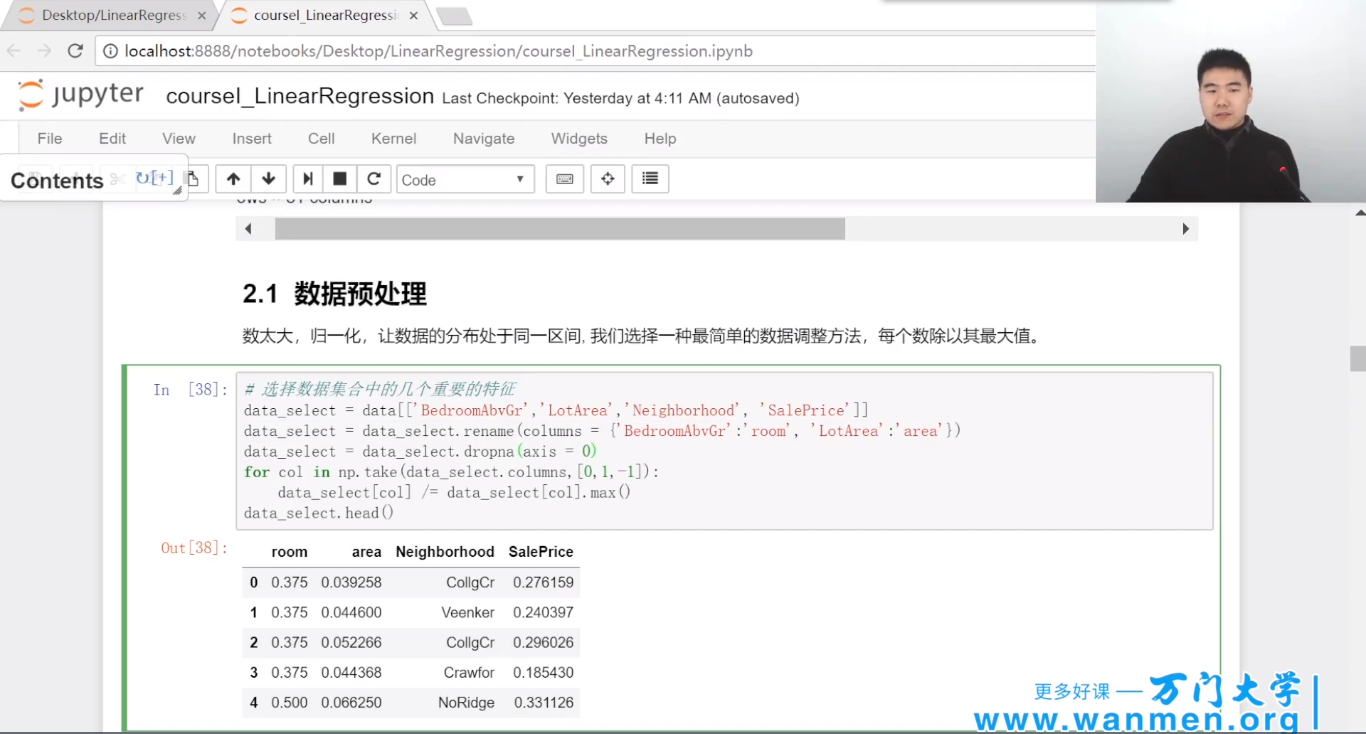 Desktop/LinearRegress
courseI_LinearRegressi
localhost:8888/notebooks/Desktop/LinearRegression/courseI_LinearRegression.ipynb
jupyter courseI_LinearRegression Last Checkpoint: Yesterday at 4:11 AM (autosaved)
File Edit View Insert Cell Kernel Navigate Widgets Help
Contents [+] Code
ows × 81 columns
2.1 数据预处理
数太大，归一化，让数据的分布处于同一区间, 我们选择一种最简单的数据调整方法，每个数除以其最大值。
In [38]: # 选择数据集合中的几个重要的特征
data_select = data[['BedroomAbvGr','LotArea','Neighborhood', 'SalePrice']]
data_select = data_select.rename(columns = {'BedroomAbvGr':'room', 'LotArea':'area'})
data_select = data_select.dropna(axis = 0)
for col in np.take(data_select.columns,[0,1,-1]):
data_select[col] /= data_select[col].max()
data_select.head()
Out[38]:
room area Neighborhood SalePrice
0 0.375 0.039258 CollgCr 0.276159
1 0.375 0.044600 Veenker 0.240397
2 0.375 0.052266 CollgCr 0.296026
3 0.375 0.044368 Crawfor 0.185430
4 0.500 0.066250 NoRidge 0.331126
更多好课 — 万门大学
www.wanmen.org